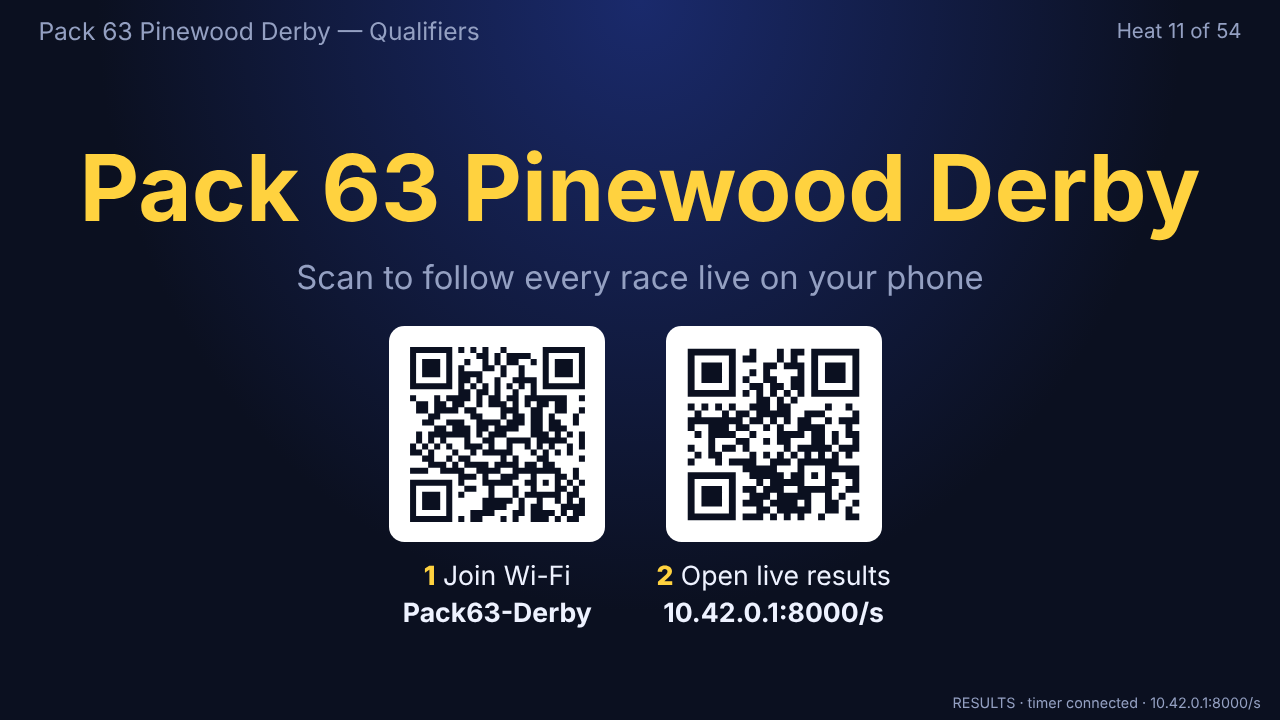 Pack 63 Pinewood Derby — Qualifiers
Heat 11 of 54
Pack 63 Pinewood Derby
Scan to follow every race live on your phone
1 Join Wi-Fi
Pack63-Derby
2 Open live results
10.42.0.1:8000/s
RESULTS · timer connected · 10.42.0.1:8000/s